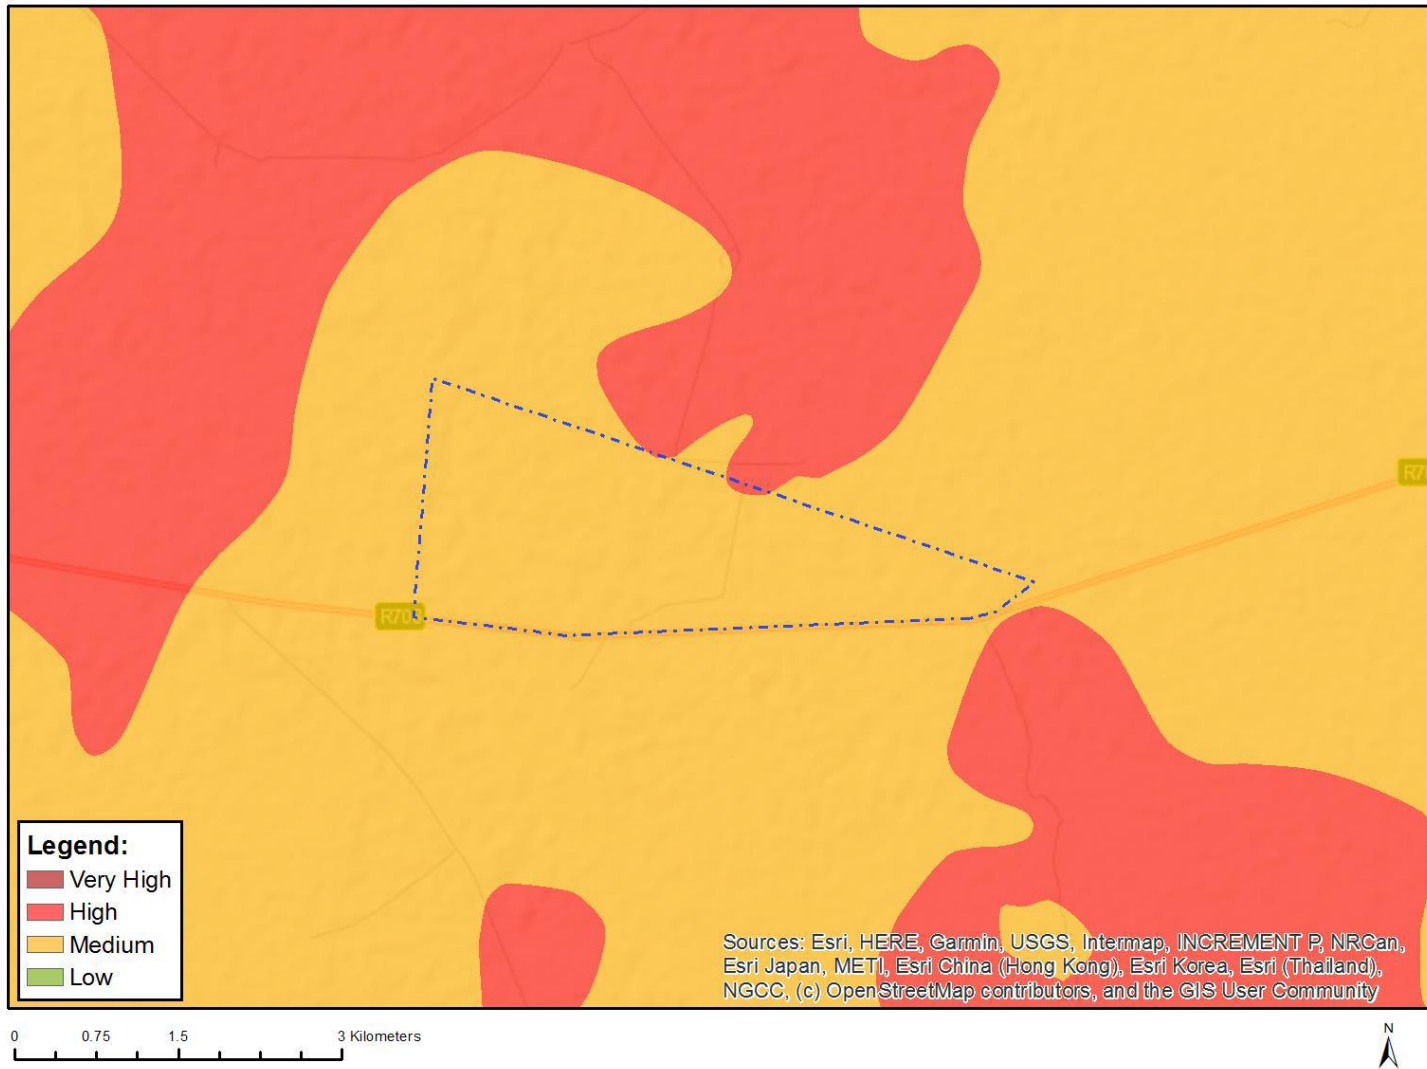 R70
R7
Legend:
Very High
High
Medium
Low
Sources: Esri, HERE, Garmin, USGS, Intermap, INCREMENT P, NRCan,
Esri Japan, METI, Esri China (Hong Kong), Esri Korea, Esri (Thailand),
NGCC, (c) OpenStreetMap contributors, and the GIS User Community
0 0.75 1.5 3 Kilometers
N